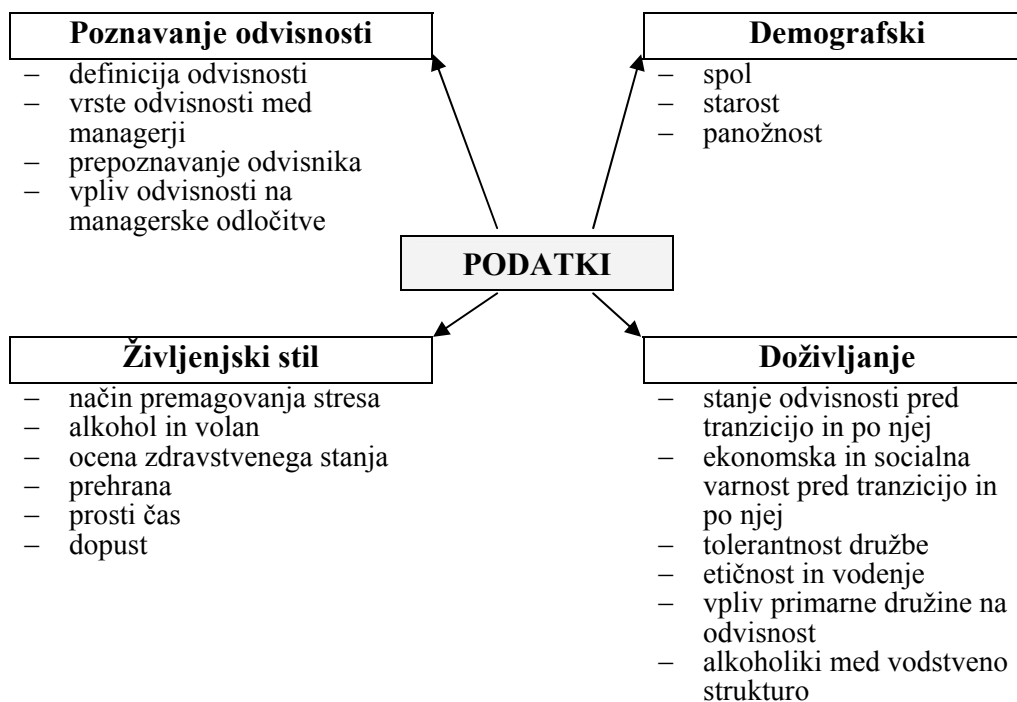 Poznavanje odvisnosti
– definicija odvisnosti
– vrste odvisnosti med
managerji
– prepoznavanje odvisnika
– vpliv odvisnosti na
managerske odločitve
Demografski
– spol
– starost
– panožnost
PODATKI
Življenjski stil
– način premagovanja stresa
– alkohol in volan
– ocena zdravstvenega stanja
– prehrana
– prosti čas
– dopust
Doživljanje
– stanje odvisnosti pred
tranzicijo in po njej
– ekonomska in socialna
varnost pred tranzicijo in
po njej
– tolerantnost družbe
– etičnost in vodenje
– vpliv primarne družine na
odvisnost
– alkoholiki med vodstveno
strukturo